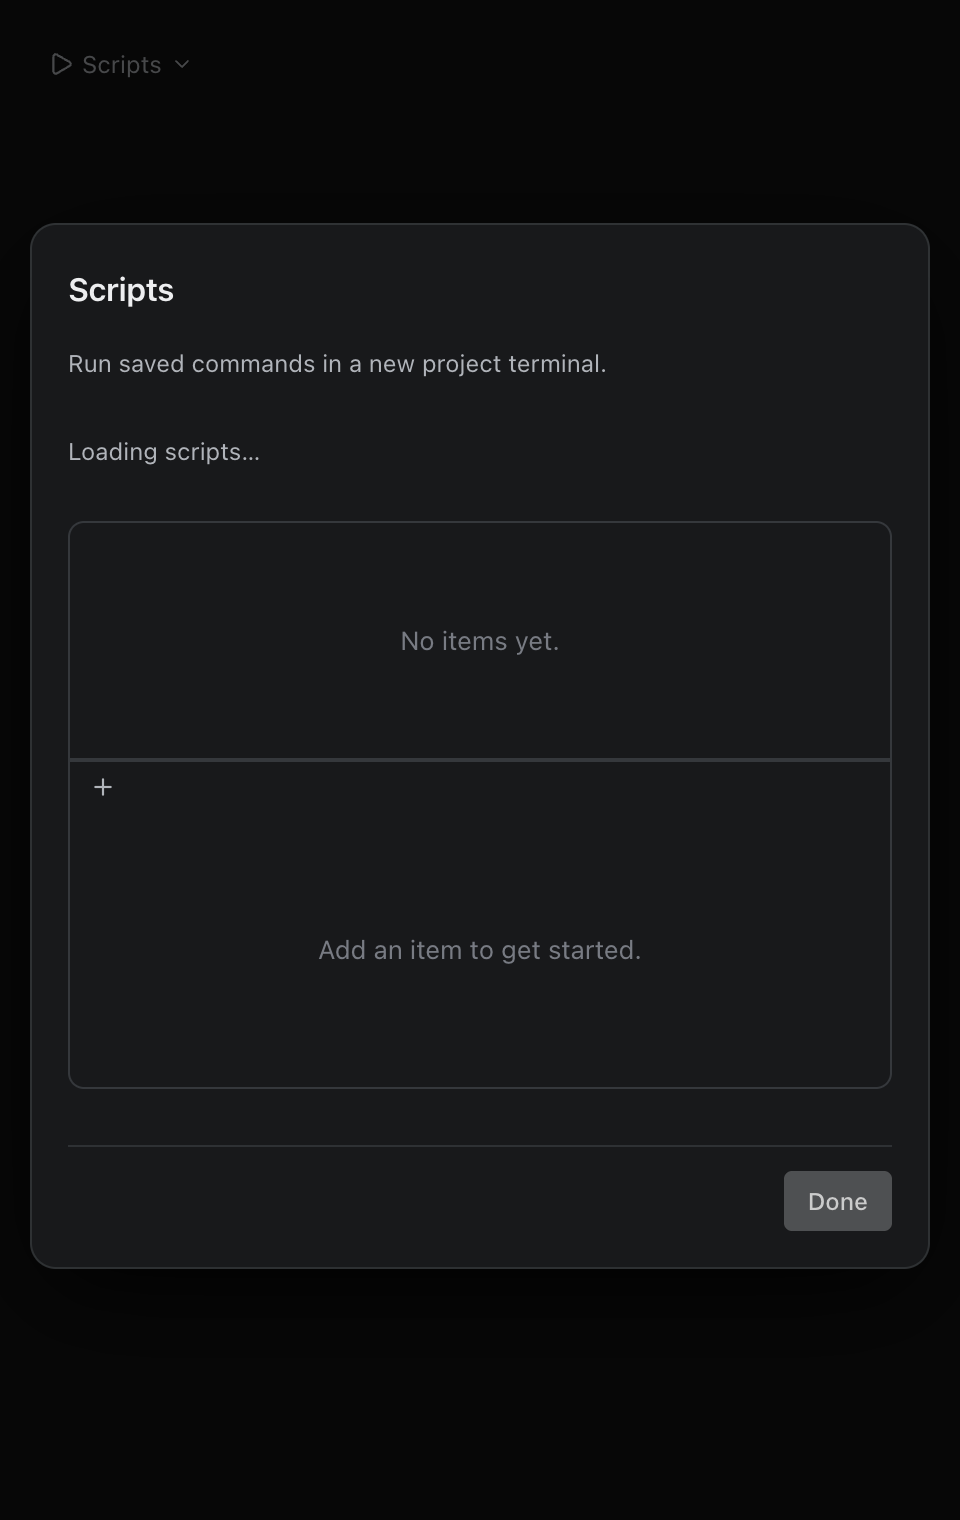 Scripts
Scripts
Run saved commands in a new project terminal.
Loading scripts...
No items yet.
+
Add an item to get started.
Done